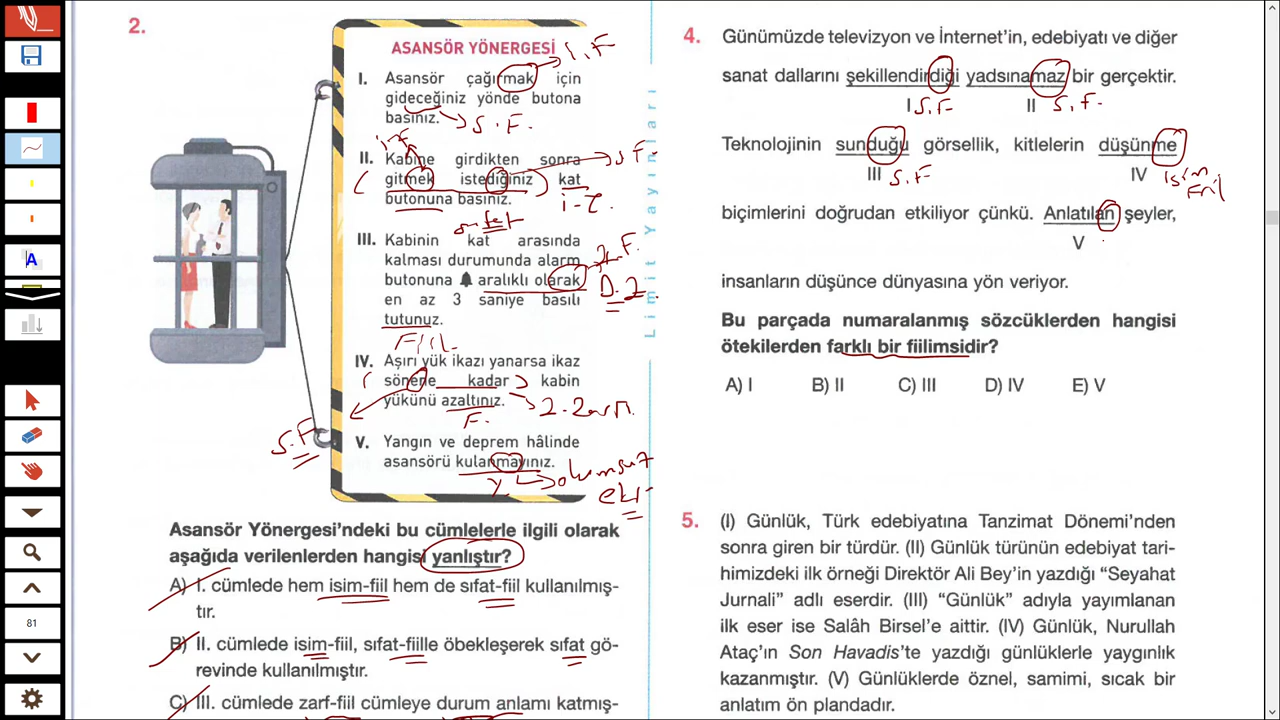 2.
ASANSÖR YÖNERGESİ
İ.F
I. Asansör çağırmak için
gideceğiniz yönde butona
basınız.
S.F.
II. Kabine girdikten sonra
gitmek istediğiniz kat
butonuna basınız.
sıfat
III. Kabinin kat arasında
kalması durumunda alarm
butonuna aralıklı olarak
en az 3 saniye basılı
tutunuz.
D.Z.
Fiil
IV. Aşırı yük ikazı yanarsa ikaz
sönene kadar kabin
yükünü azaltınız.
F.
S.F
V. Yangın ve deprem hâlinde
asansörü kulanmayınız.
olumsuz
eki
Asansör Yönergesi’ndeki bu cümlelerle ilgili olarak
aşağıda verilenlerden hangisi yanlıştır?
A) I. cümlede hem isim-fiil hem de sıfat-fiil kullanılmış-
tır.
B) II. cümlede isim-fiil, sıfat-fiille öbekleşerek sıfat gö-
revinde kullanılmıştır.
C) III. cümlede zarf-fiil cümleye durum anlamı katmış-
Limit Yayınları
4. Günümüzde televizyon ve İnternet’in, edebiyatı ve diğer
sanat dallarını şekillendirdiği yadsınamaz bir gerçektir.
I II
S.F S.F.
Teknolojinin sunduğu görsellik, kitlelerin düşünme
III IV
S.F isim
fiil
biçimlerini doğrudan etkiliyor çünkü. Anlatılan şeyler,
V
insanların düşünce dünyasına yön veriyor.
Bu parçada numaralanmış sözcüklerden hangisi
ötekilerden farklı bir fiilimsidir?
A) I B) II C) III D) IV E) V
5. (I) Günlük, Türk edebiyatına Tanzimat Dönemi’nden
sonra giren bir türdür. (II) Günlük türünün edebiyat tari-
himizdeki ilk örneği Direktör Ali Bey’in yazdığı “Seyahat
Jurnali” adlı eserdir. (III) “Günlük” adıyla yayımlanan
ilk eser ise Salâh Birsel’e aittir. (IV) Günlük, Nurullah
Ataç’ın Son Havadis’te yazdığı günlüklerle yaygınlık
kazanmıştır. (V) Günlüklerde öznel, samimi, sıcak bir
anlatım ön plandadır.
A
81